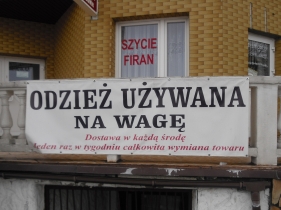 SZYCIE
FIRAN
ODZIEŻ UŻYWANA
NA WAGĘ
Dostawa w każdą środę
Jeden raz w tygodniu całkowita wymiana towaru